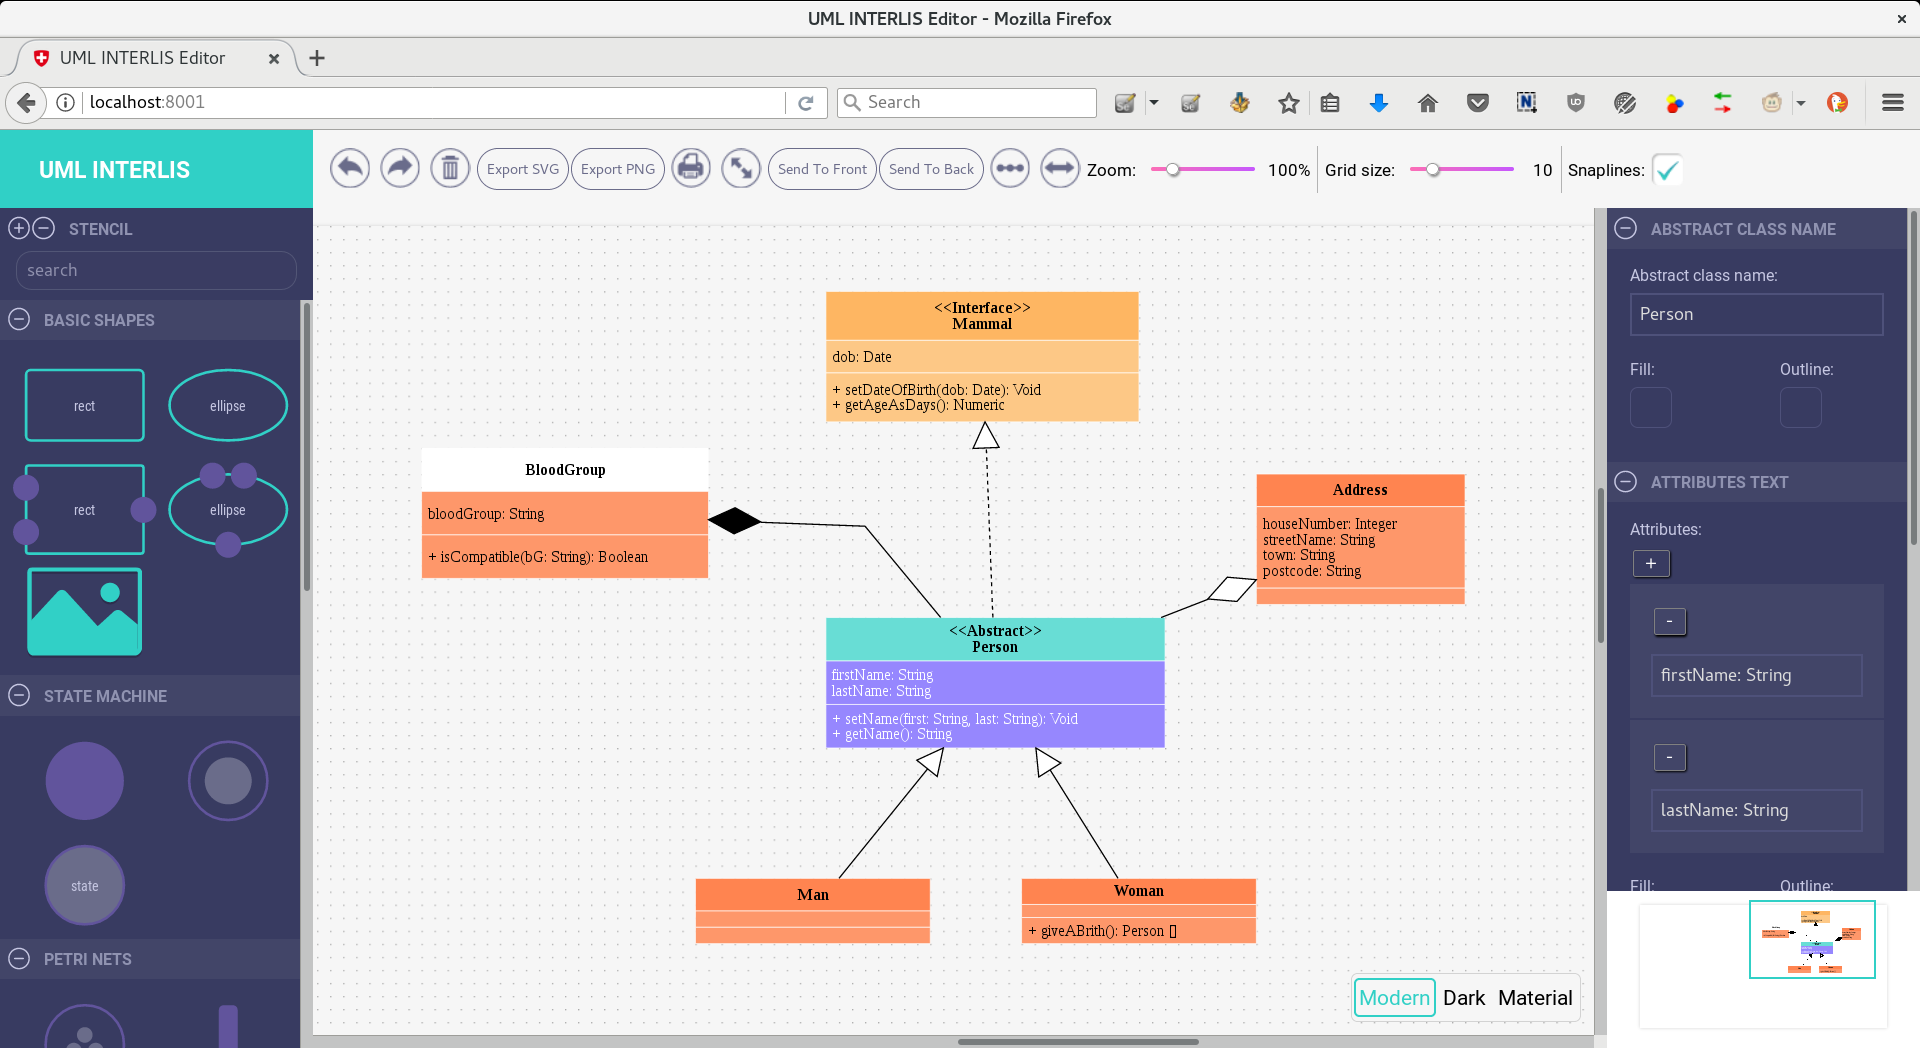 UML INTERLIS Editor - Mozilla Firefox
UML INTERLIS Editor
localhost:8001
Search
UML INTERLIS
Export SVG
Export PNG
Send To Front
Send To Back
Zoom:
100%
Grid size:
10
Snaplines:
STENCIL
search
BASIC SHAPES
rect
ellipse
rect
ellipse
STATE MACHINE
state
PETRI NETS
<<Interface>>
Mammal
dob: Date
+ setDateOfBirth(dob: Date): Void
+ getAgeAsDays(): Numeric
BloodGroup
bloodGroup: String
+ isCompatible(bG: String): Boolean
Address
houseNumber: Integer
streetName: String
town: String
postcode: String
<<Abstract>>
Person
firstName: String
lastName: String
+ setName(first: String, last: String): Void
+ getName(): String
Man
Woman
+ giveABrith(): Person []
Modern
Dark
Material
ABSTRACT CLASS NAME
Abstract class name:
Person
Fill:
Outline:
ATTRIBUTES TEXT
Attributes:
+
-
firstName: String
-
lastName: String
Fill:
Outline: